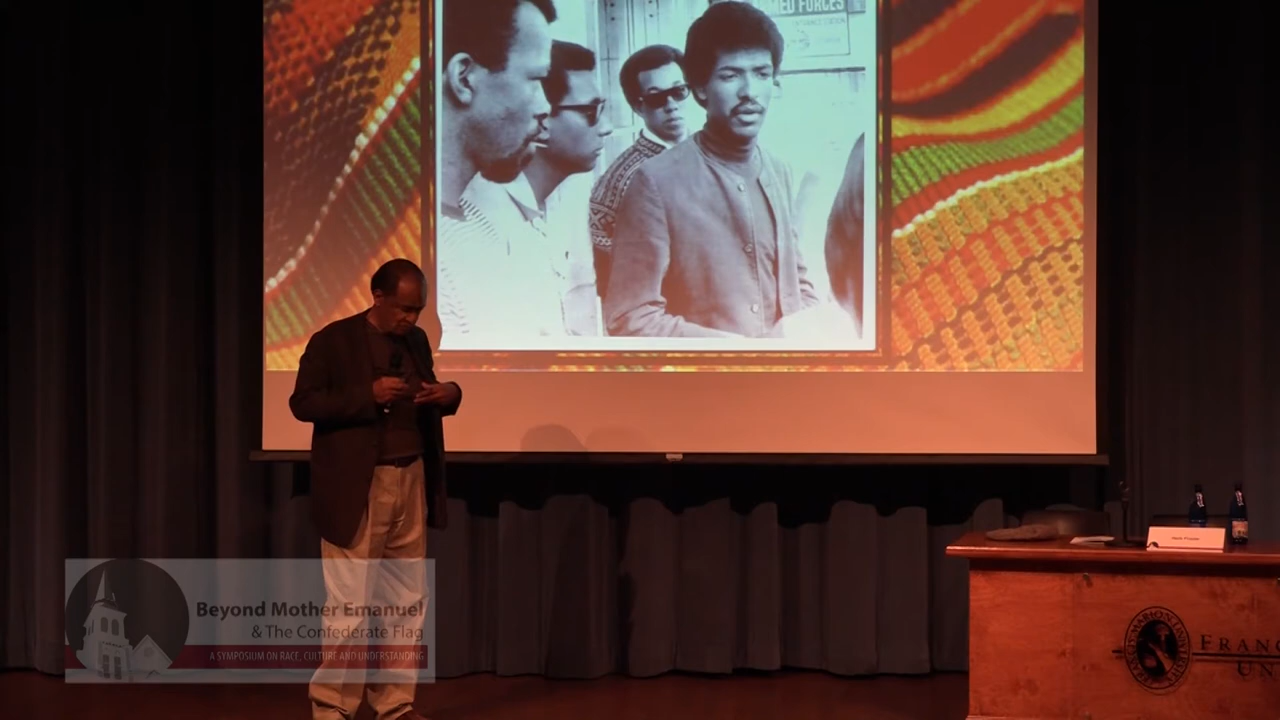 MED FORCES
Beyond Mother Emanuel
& The Confederate Flag
A SYMPOSIUM ON RACE, CULTURE AND UNDERSTANDING
FRANC
UN